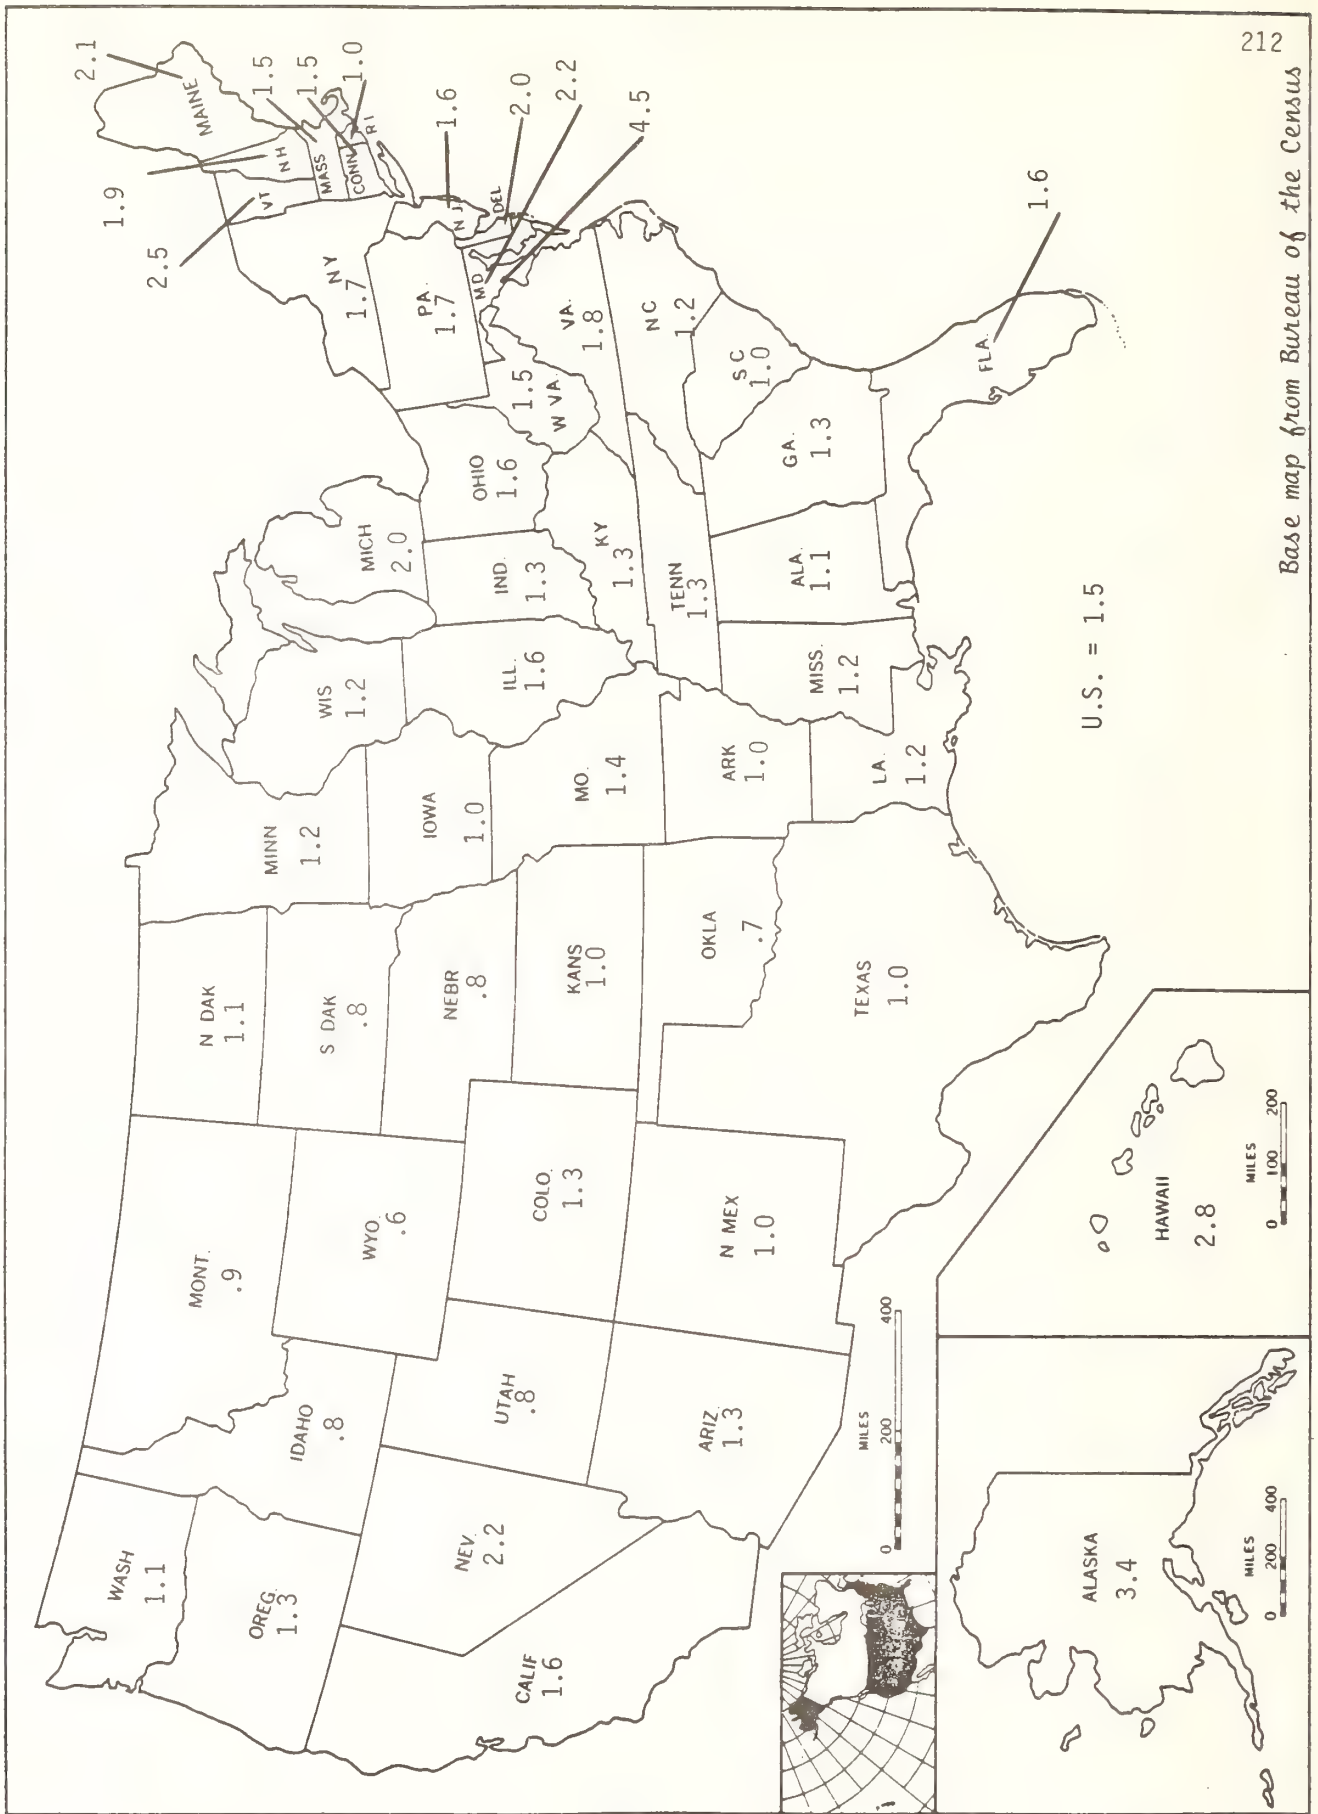 212
WASH
1.1
OREG.
1.3
CALIF
1.6
NEV.
2.2
IDAHO
.8
MONT.
.9
WYO.
.6
UTAH
.8
ARIZ.
1.3
COLO.
1.3
N MEX
1.0
N DAK
1.1
S DAK
.8
NEBR
.8
KANS
1.0
OKLA
.7
TEXAS
1.0
MINN
1.2
IOWA
1.0
MO.
1.4
ARK
1.0
LA.
1.2
WIS
1.2
ILL.
1.6
MISS.
1.2
MICH
2.0
IND.
1.3
OHIO
1.6
KY
1.3
TENN
1.3
ALA.
1.1
GA.
1.3
FLA.
1.6
S C
1.0
N C
1.2
VA.
1.8
W VA.
1.5
PA.
1.7
N Y
1.7
VT
2.5
N H
1.9
MAINE
2.1
MASS
1.5
CONN
1.5
R I
1.0
N J
1.6
DEL
2.0
MD
2.2
4.5
U.S. = 1.5
MILES
0 200 400
ALASKA
3.4
MILES
0 200 400
HAWAII
2.8
MILES
0 100 200
Base map from Bureau of the Census